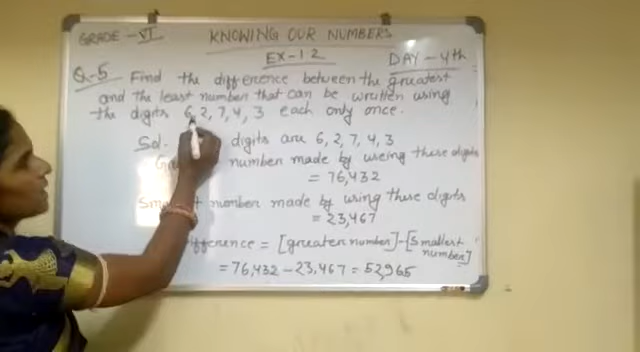 GRADE - VI KNOWING OUR NUMBERS
EX-1.2 DAY - 4th
Q-5 Find the difference between the greatest
and the least number that can be written using
the digits 6, 2, 7, 4, 3 each only once.
Sol. digits are 6, 2, 7, 4, 3
number made by using these digits
= 76,432
number made by using these digits
= 23,467
= [greater number] - [Smallest
number]
= 76,432 - 23,467 = 52,965